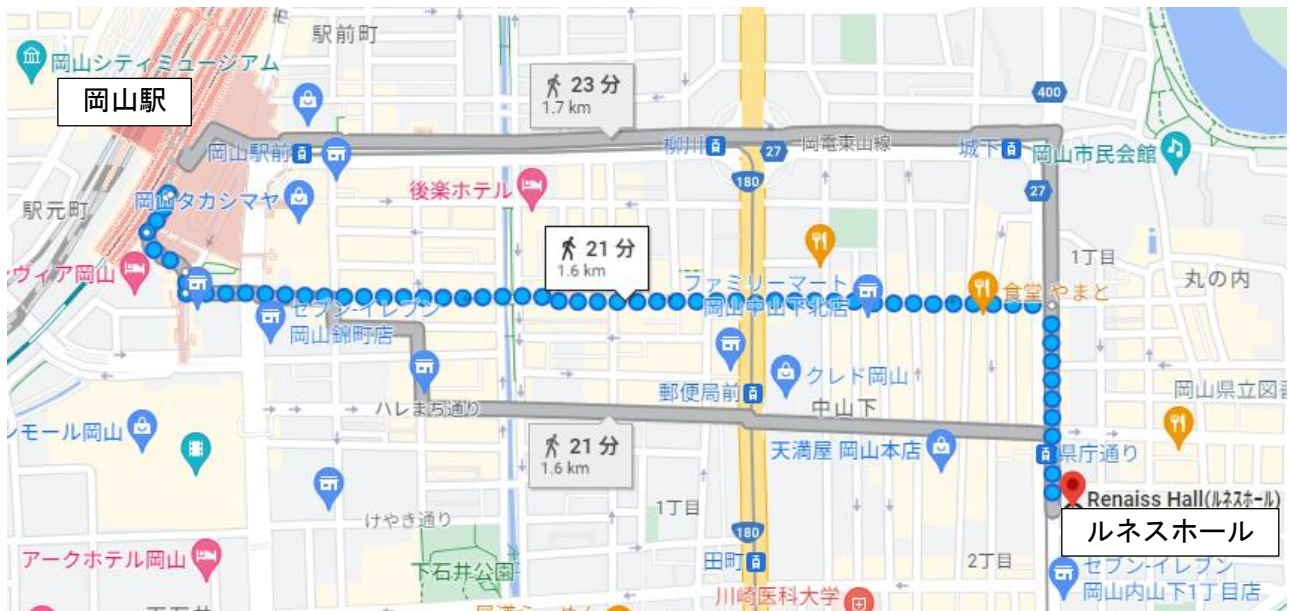 駅前町
岡山シティミュージアム
岡山駅
23 分
1.7 km
400
岡山駅前
柳川
27
岡電東山線
城下
岡山市民会館
180
27
後楽ホテル
岡山タカシマヤ
駅元町
21 分
1.6 km
1丁目
丸の内
ヴィア岡山
ファミリーマート
岡山中山下北店
食堂 やまと
セブン-イレブン
岡山錦町店
クレド岡山
郵便局前
中山下
岡山県立図書
ハレまち通り
ンモール岡山
21 分
1.6 km
天満屋 岡山本店
県庁通り
Renaiss Hall(ルネスホール)
ルネスホール
1丁目
けやき通り
180
アークホテル岡山
下石井公園
田町
2丁目
セブン-イレブン
岡山内山下1丁目店
川崎医科大学